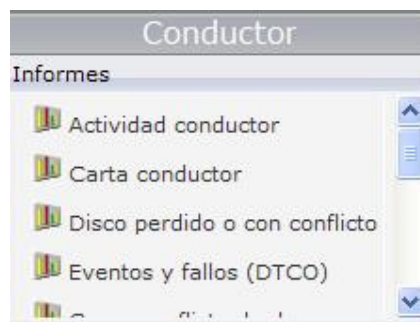 Conductor
Informes
Actividad conductor
Carta conductor
Disco perdido o con conflicto
Eventos y fallos (DTCO)